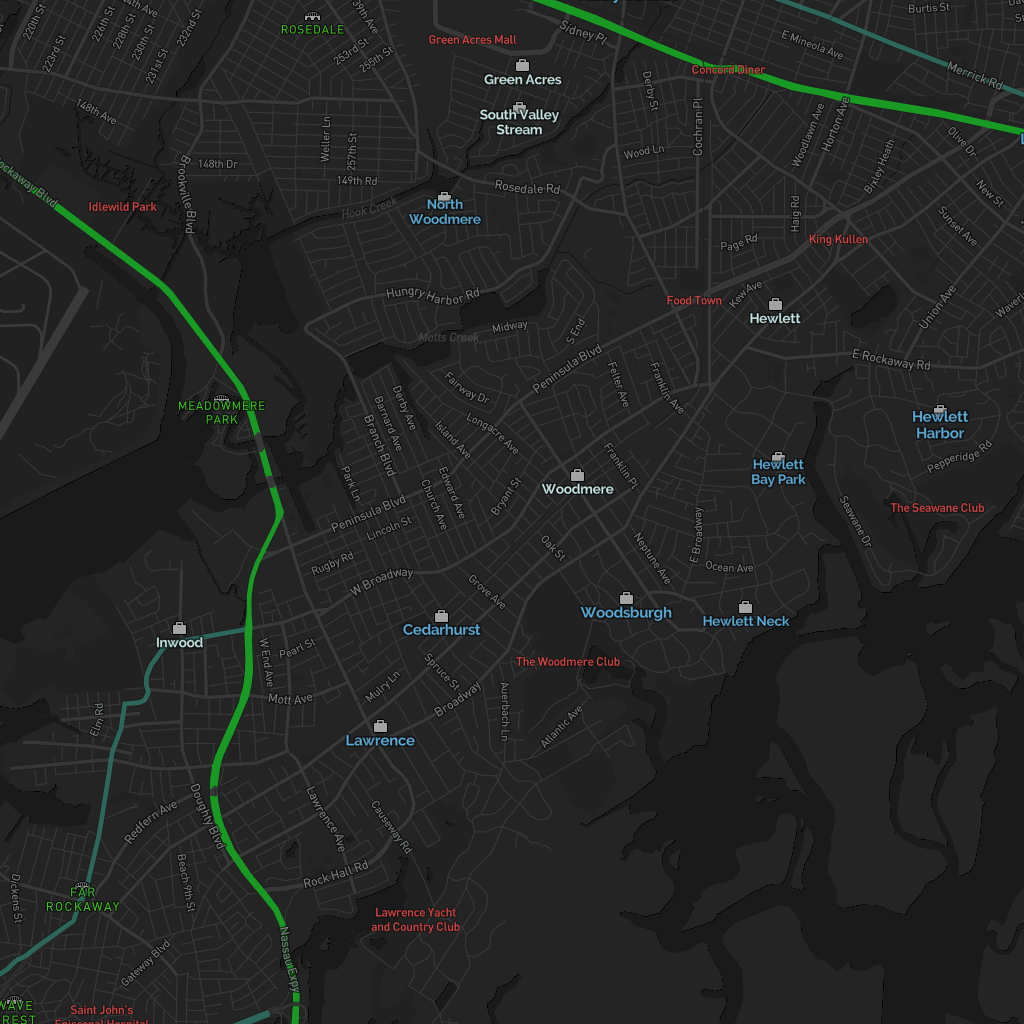 220th St
226th St
228th St
230th St
232nd St
223rd St
231st St
ROSEDALE
253rd St
255th St
Green Acres Mall
Sidney Pl
Burtis St
E Mineola Ave
Merrick Rd
Concord Diner
Green Acres
South Valley
Stream
148th Ave
Weller Ln
257th St
Derby St
Cochran Pl
Woodlawn Ave
Horton Ave
Olive Dr
Bixley Heath
Wood Ln
148th Dr
149th Rd
Brookville Blvd
Rosedale Rd
New St
Idlewild Park
Hook Creek
North
Woodmere
Haig Rd
Page Rd
King Kullen
Sunset Ave
Hungry Harbor Rd
Food Town
Kew Ave
Union Ave
Hewlett
Midway
Motts Creek
S End
Peninsula Blvd
E Rockaway Rd
Fairway Dr
Felter Ave
Franklin Ave
MEADOWMERE
PARK
Derby Ave
Barnard Ave
Branch Blvd
Longacre Ave
Island Ave
Hewlett
Harbor
Pepperidge Rd
Park Ln
Edward Ave
Church Ave
Bryant St
Franklin Pl
Woodmere
Hewlett
Bay Park
The Seawane Club
Seawane Dr
Peninsula Blvd
Lincoln St
Rugby Rd
W Broadway
Oak St
Neptune Ave
E Broadway
Ocean Ave
Grove Ave
Woodsburgh
Hewlett Neck
Cedarhurst
Inwood
W End Ave
Pearl St
The Woodmere Club
Mulry Ln
Spruce St
Mott Ave
Broadway
Auerbach Ln
Atlantic Ave
Elm Rd
Lawrence
Redfern Ave
Doughty Blvd
Lawrence Ave
Causeway Rd
Beach 9th St
Rock Hall Rd
Dickens St
FAR
ROCKAWAY
Lawrence Yacht
and Country Club
Gateway Blvd
Nassau Expy
Saint John's
Episcopal Hospital